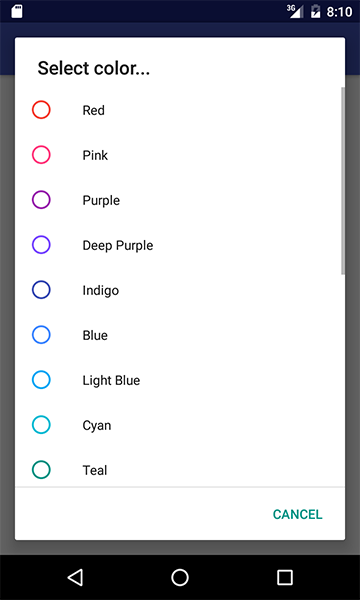 3G 8:10
Select color...
Red
Pink
Purple
Deep Purple
Indigo
Blue
Light Blue
Cyan
Teal
CANCEL